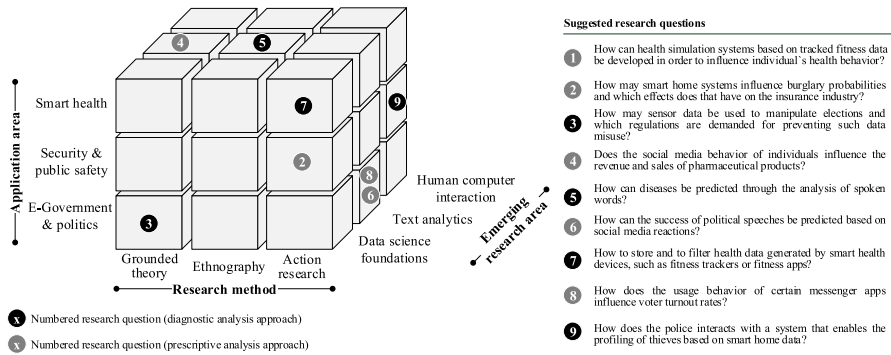 4
5
7
9
2
8
6
3
Application area
Smart health
Security &
public safety
E-Government
& politics
Grounded
theory
Ethnography
Action
research
Research method
Data science
foundations
Text analytics
Human computer
interaction
Emerging
research area
x Numbered research question (diagnostic analysis approach)
x Numbered research question (prescriptive analysis approach)
Suggested research questions
1 How can health simulation systems based on tracked fitness data
be developed in order to influence individual`s health behavior?
2 How may smart home systems influence burglary probabilities
and which effects does that have on the insurance industry?
3 How may sensor data be used to manipulate elections and
which regulations are demanded for preventing such data
misuse?
4 Does the social media behavior of individuals influence the
revenue and sales of pharmaceutical products?
5 How can diseases be predicted through the analysis of spoken
words?
6 How can the success of political speeches be predicted based on
social media reactions?
7 How to store and to filter health data generated by smart health
devices, such as fitness trackers or fitness apps?
8 How does the usage behavior of certain messenger apps
influence voter turnout rates?
9 How does the police interacts with a system that enables the
profiling of thieves based on smart home data?